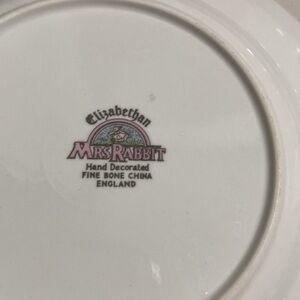 Elizabethan
MRS RABBIT
Hand Decorated
FINE BONE CHINA
ENGLAND